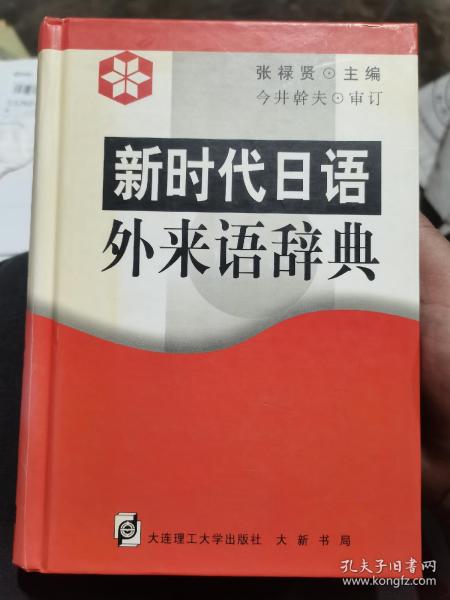 张禄贤⊙主编
今井幹夫⊙审订
新时代日语
外来语辞典
大连理工大学出版社 大新书局
孔夫子旧书网
www.kongfz.com